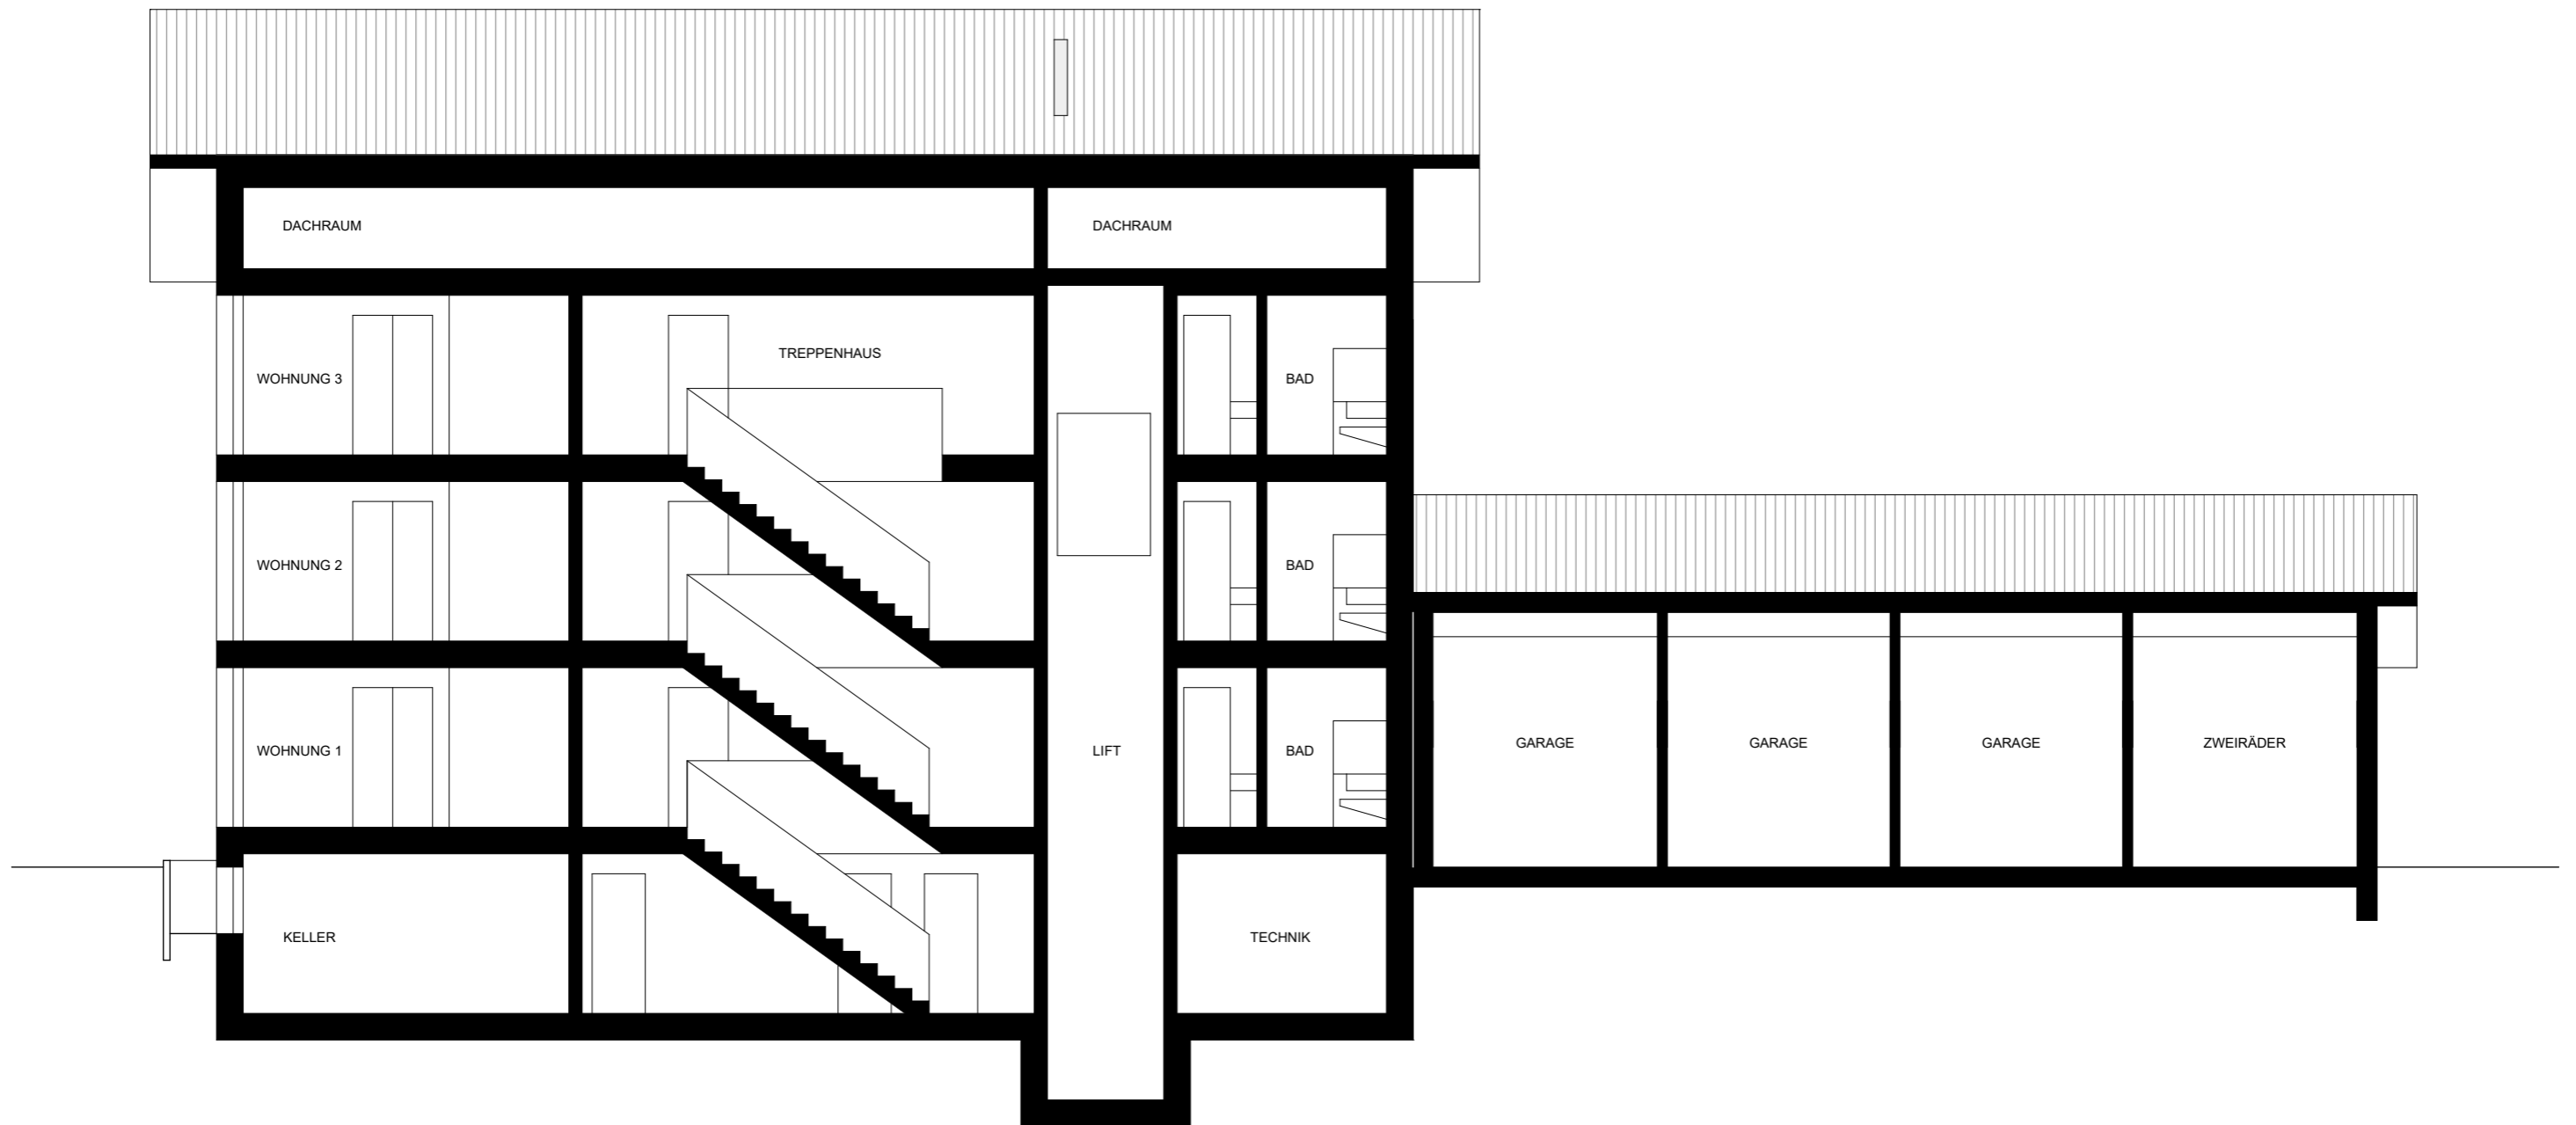 DACHRAUM
DACHRAUM
TREPPENHAUS
WOHNUNG 3
BAD
WOHNUNG 2
BAD
WOHNUNG 1
LIFT
BAD
GARAGE
GARAGE
GARAGE
ZWEIRÄDER
KELLER
TECHNIK